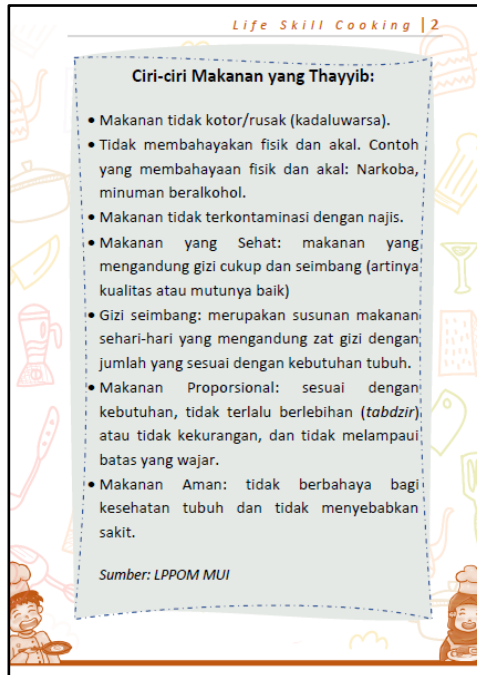 Life Skill Cooking | 2
Ciri-ciri Makanan yang Thayyib:
• Makanan tidak kotor/rusak (kadaluwarsa).
• Tidak membahayakan fisik dan akal. Contoh
yang membahayaan fisik dan akal: Narkoba,
minuman beralkohol.
• Makanan tidak terkontaminasi dengan najis.
• Makanan yang Sehat: makanan yang
mengandung gizi cukup dan seimbang (artinya
kualitas atau mutunya baik)
• Gizi seimbang: merupakan susunan makanan
sehari-hari yang mengandung zat gizi dengan
jumlah yang sesuai dengan kebutuhan tubuh.
• Makanan Proporsional: sesuai dengan
kebutuhan, tidak terlalu berlebihan (tabdzir)
atau tidak kekurangan, dan tidak melampaui
batas yang wajar.
• Makanan Aman: tidak berbahaya bagi
kesehatan tubuh dan tidak menyebabkan
sakit.
Sumber: LPPOM MUI